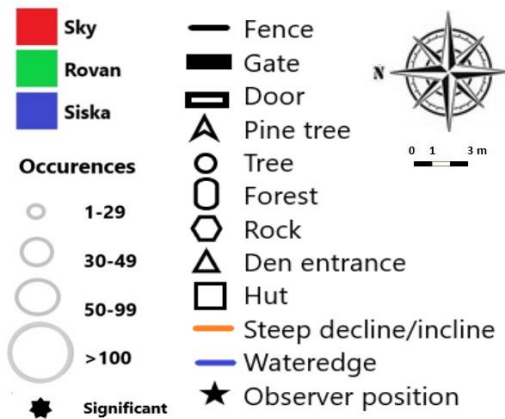 Sky
Rovan
Siska
Occurences
1-29
30-49
50-99
>100
Significant
Fence
Gate
Door
Pine tree
Tree
Forest
Rock
Den entrance
Hut
Steep decline/incline
Wateredge
Observer position
N
0 1 3 m